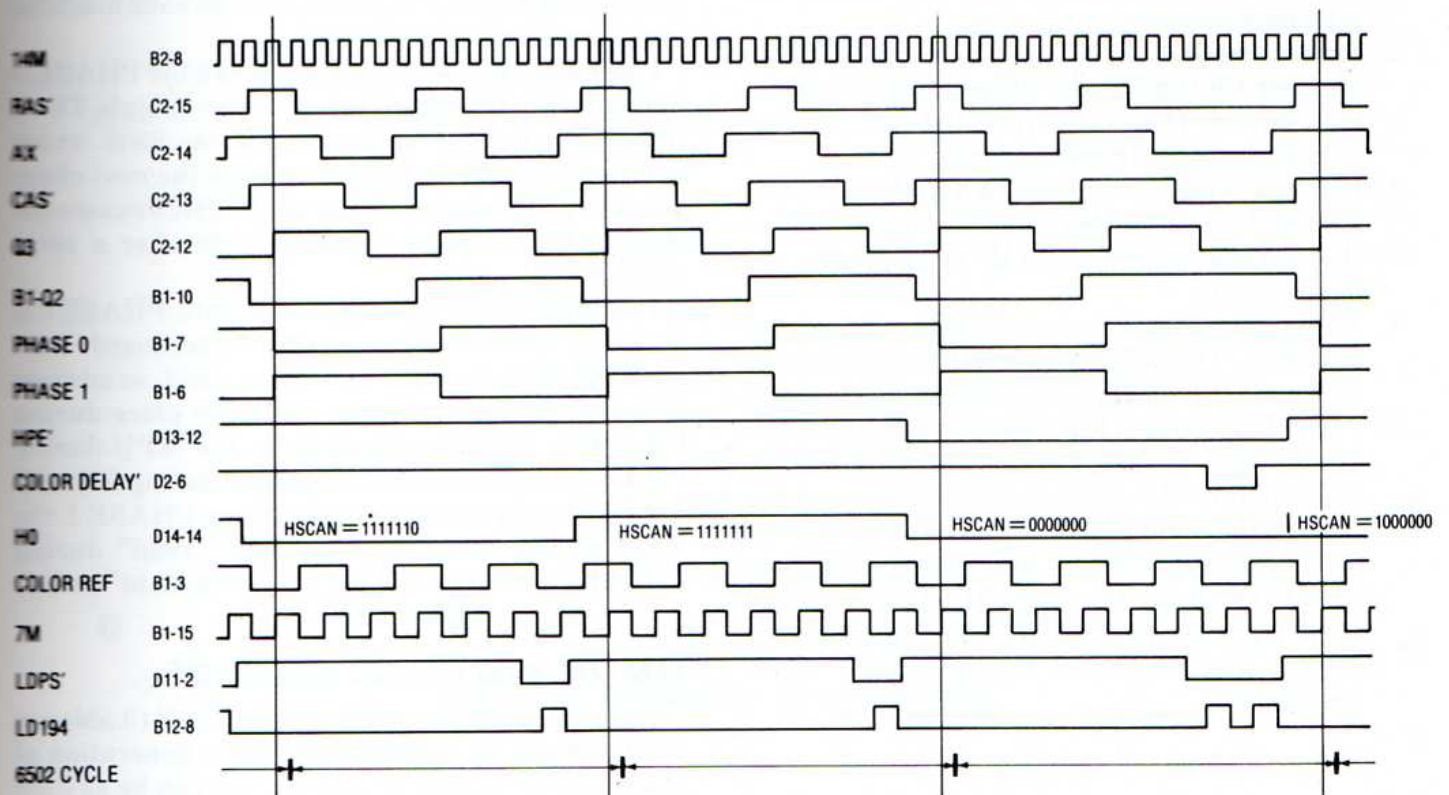 14M B2-8
RAS' C2-15
AX C2-14
CAS' C2-13
Q3 C2-12
B1-Q2 B1-10
PHASE 0 B1-7
PHASE 1 B1-6
HPE' D13-12
COLOR DELAY' D2-6
H0 D14-14 HSCAN = 1111110 HSCAN = 1111111 HSCAN = 0000000 HSCAN = 1000000
COLOR REF B1-3
7M B1-15
LDPS' D11-2
LD194 B12-8
6502 CYCLE